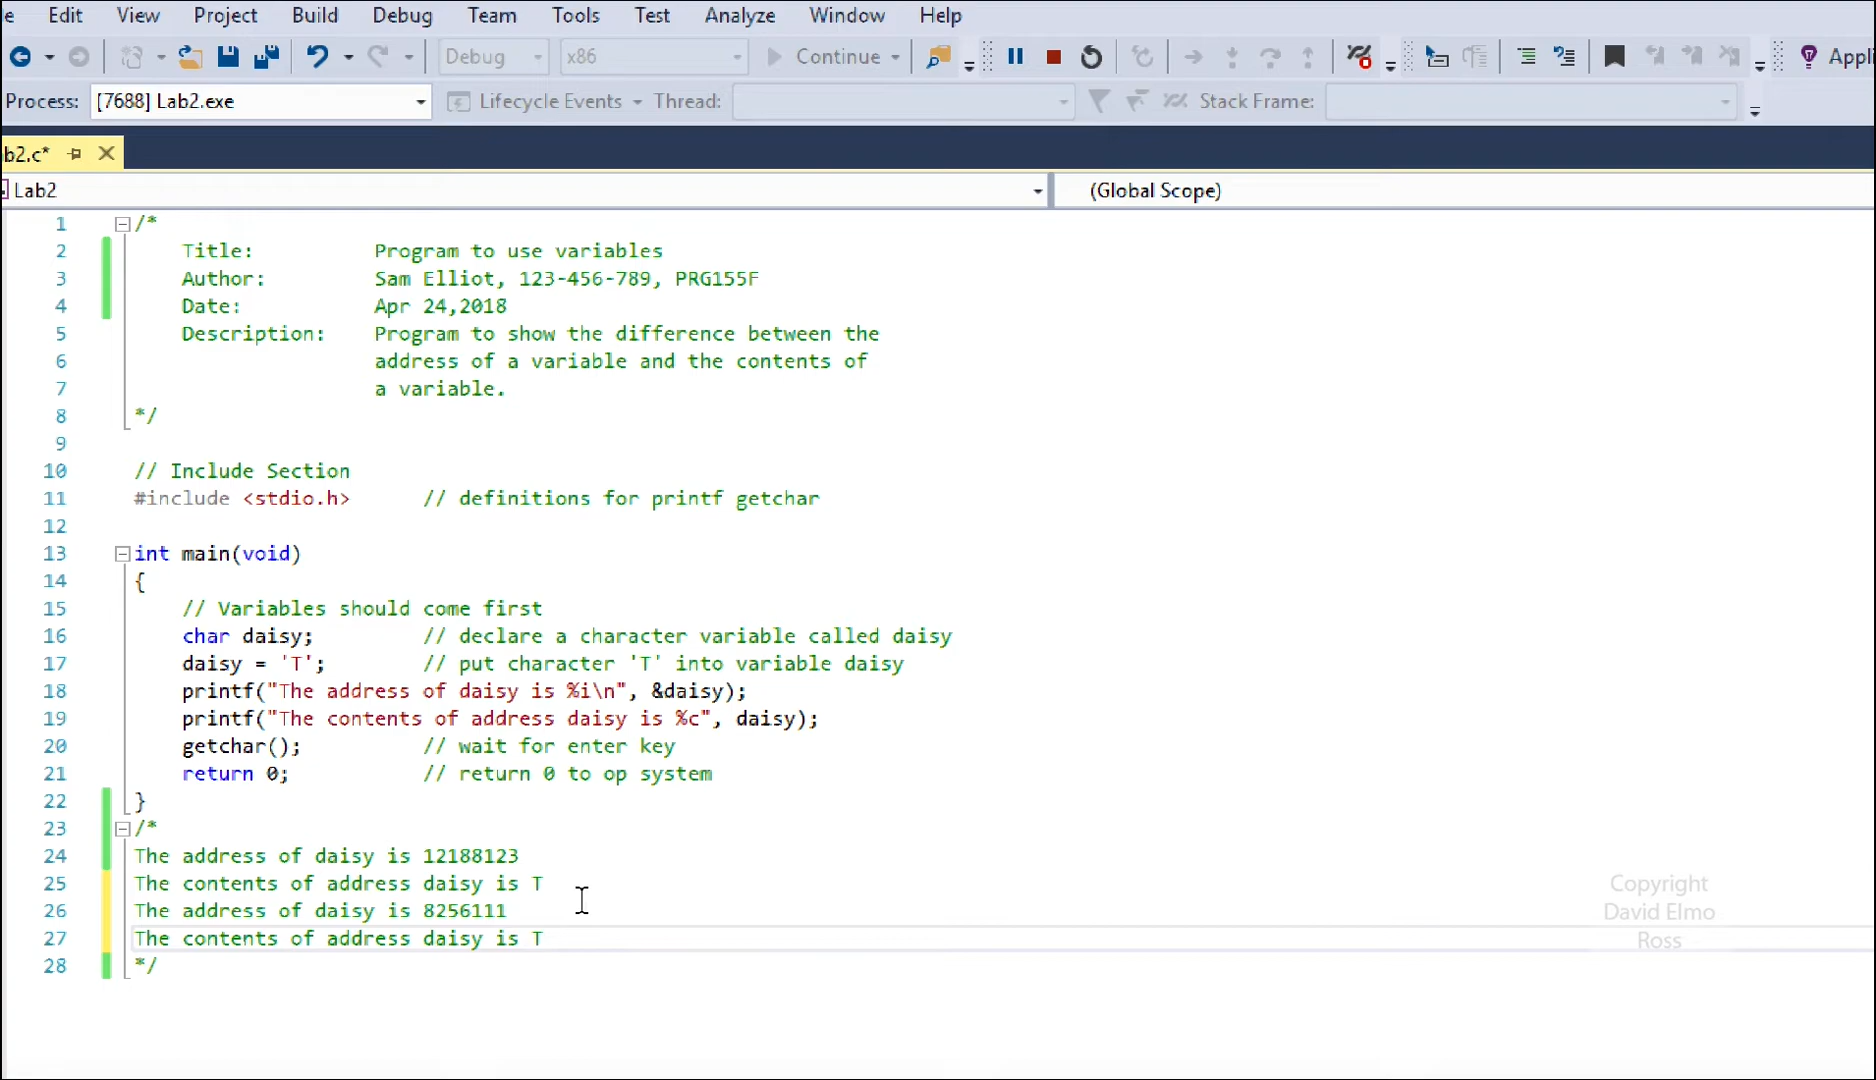 Edit View Project Build Debug Team Tools Test Analyze Window Help
Debug x86 Continue Appli
Process: [7688] Lab2.exe Lifecycle Events Thread: Stack Frame:
b2.c*
Lab2 (Global Scope)
1 /*
2 Title: Program to use variables
3 Author: Sam Elliot, 123-456-789, PRG155F
4 Date: Apr 24,2018
5 Description: Program to show the difference between the
6 address of a variable and the contents of
7 a variable.
8 */
9
10 // Include Section
11 #include <stdio.h> // definitions for printf getchar
12
13 int main(void)
14 {
15 // Variables should come first
16 char daisy; // declare a character variable called daisy
17 daisy = 'T'; // put character 'T' into variable daisy
18 printf("The address of daisy is %i\n", &daisy);
19 printf("The contents of address daisy is %c", daisy);
20 getchar(); // wait for enter key
21 return 0; // return 0 to op system
22 }
23 /*
24 The address of daisy is 12188123
25 The contents of address daisy is T
26 The address of daisy is 8256111
27 The contents of address daisy is T
28 */
Copyright
David Elmo
Ross